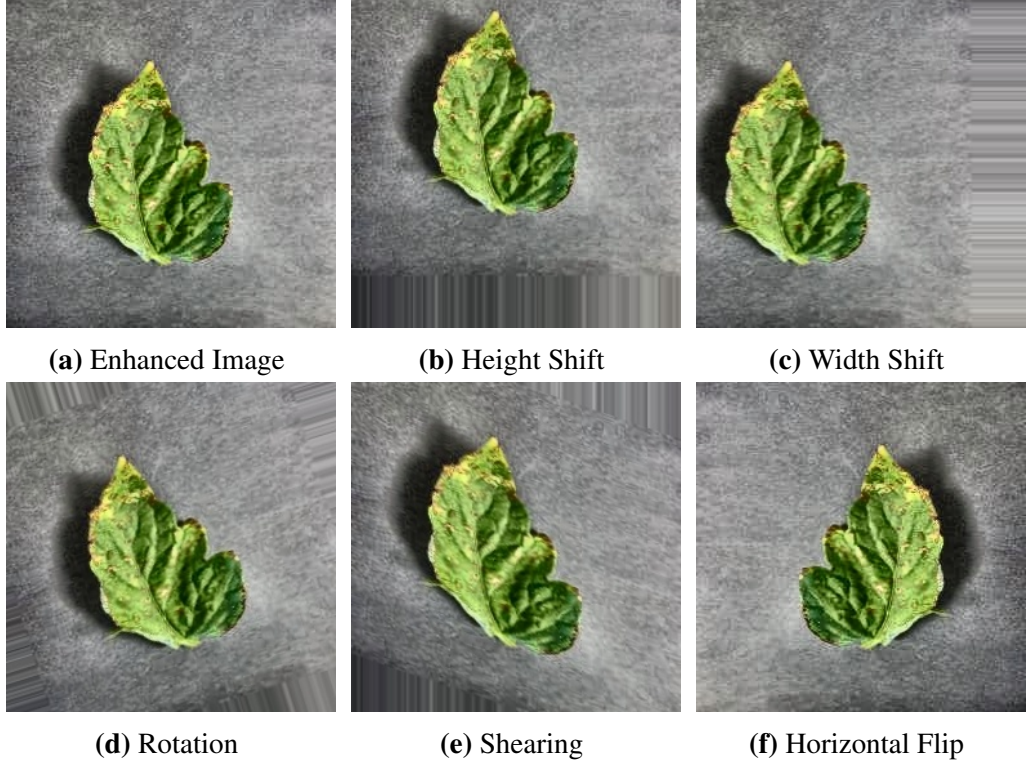 (a) Enhanced Image
(b) Height Shift
(c) Width Shift
(d) Rotation
(e) Shearing
(f) Horizontal Flip